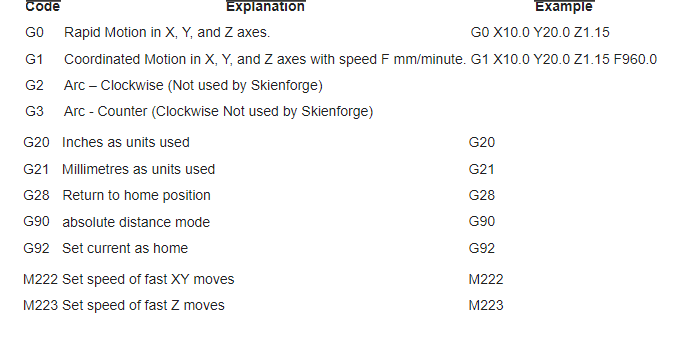 Code Explanation Example
G0 Rapid Motion in X, Y, and Z axes. G0 X10.0 Y20.0 Z1.15
G1 Coordinated Motion in X, Y, and Z axes with speed F mm/minute. G1 X10.0 Y20.0 Z1.15 F960.0
G2 Arc – Clockwise (Not used by Skienforge)
G3 Arc - Counter (Clockwise Not used by Skienforge)
G20 Inches as units used G20
G21 Millimetres as units used G21
G28 Return to home position G28
G90 absolute distance mode G90
G92 Set current as home G92
M222 Set speed of fast XY moves M222
M223 Set speed of fast Z moves M223